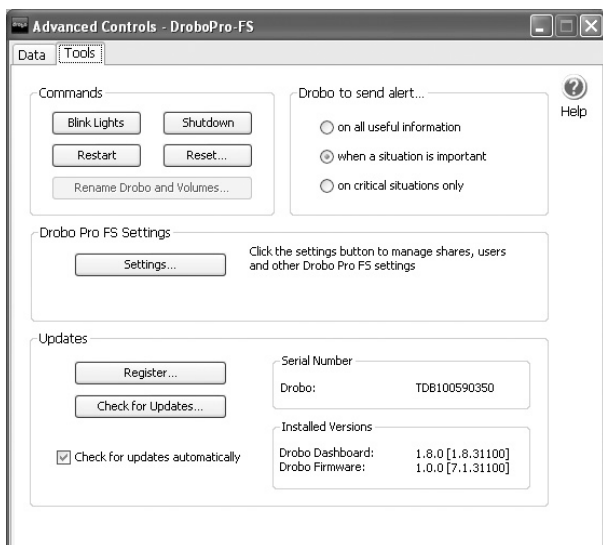 Advanced Controls - DroboPro-FS
Data Tools
Commands
Blink Lights Shutdown
Restart Reset...
Rename Drobo and Volumes...
Drobo to send alert...
on all useful information
when a situation is important
on critical situations only
Help
Drobo Pro FS Settings
Settings...
Click the settings button to manage shares, users
and other Drobo Pro FS settings
Updates
Register...
Check for Updates...
Check for updates automatically
Serial Number
Drobo: TDB100590350
Installed Versions
Drobo Dashboard: 1.8.0 [1.8.31100]
Drobo Firmware: 1.0.0 [7.1.31100]